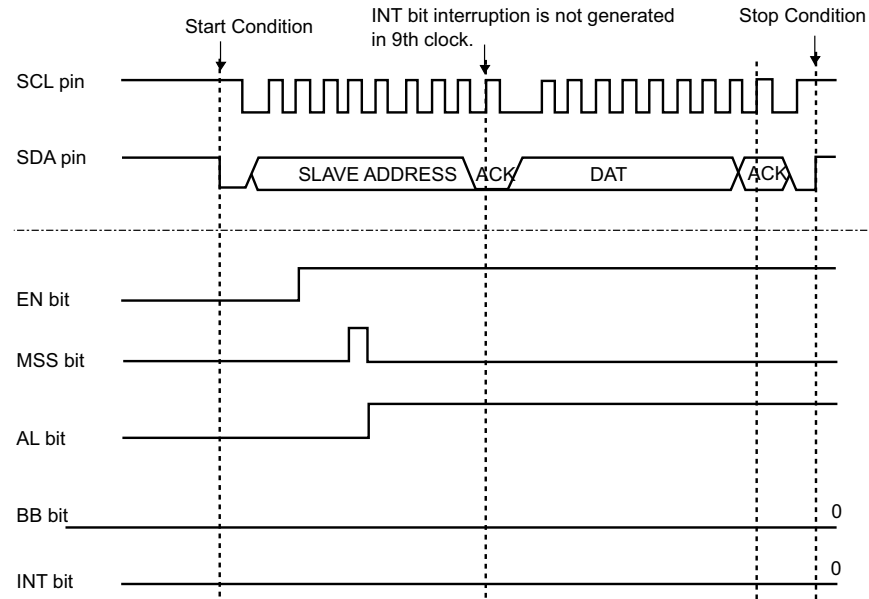 Start Condition
INT bit interruption is not generated
in 9th clock.
Stop Condition
SCL pin
SDA pin
SLAVE ADDRESS
ACK
DAT
ACK
EN bit
MSS bit
AL bit
BB bit
0
INT bit
0